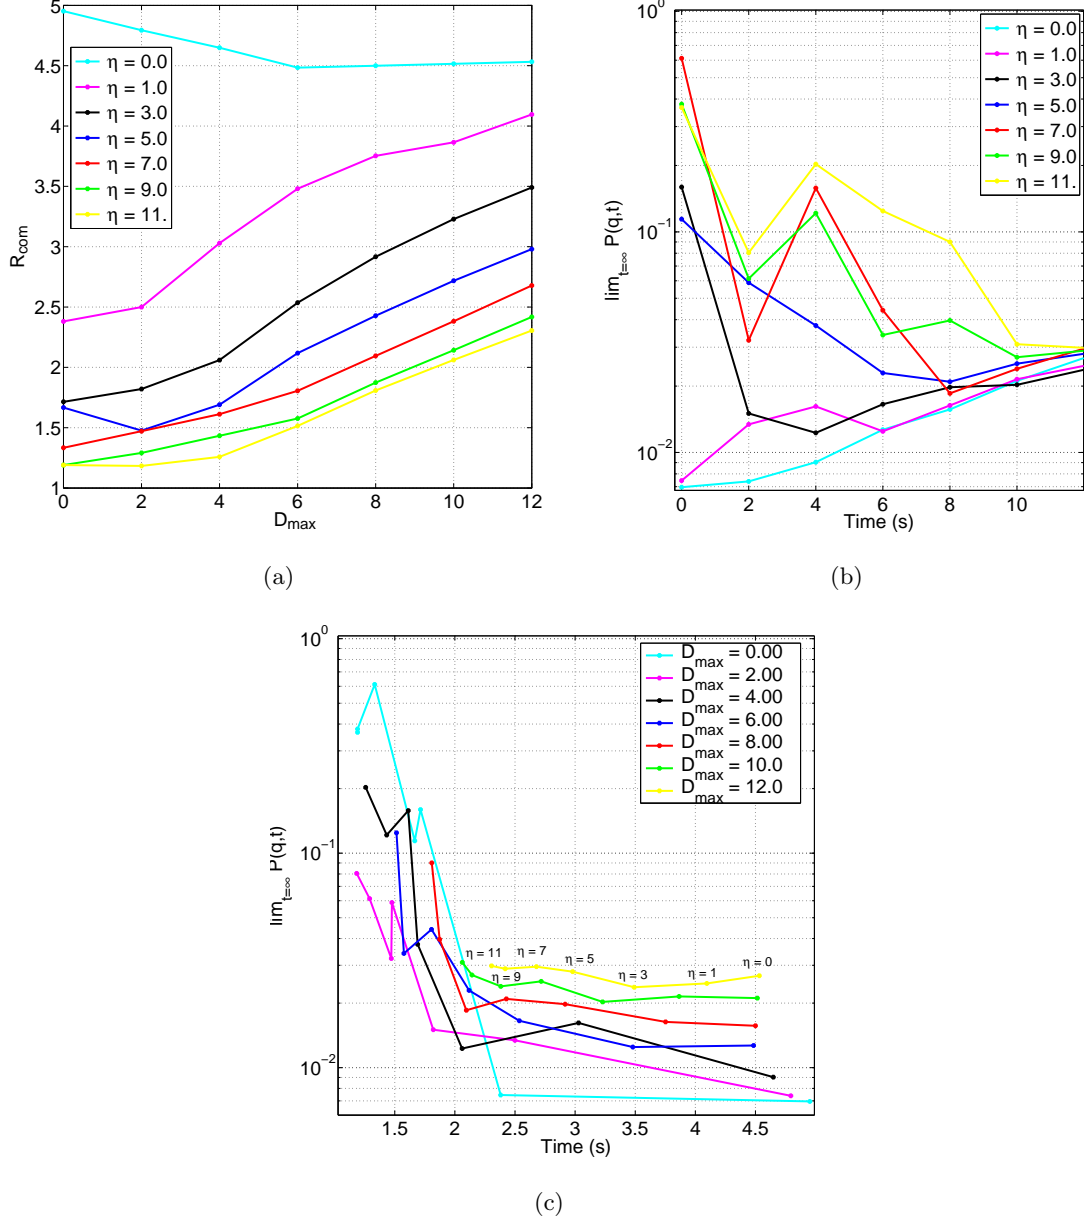 5
4.5
4
3.5
3
2.5
2
1.5
1
0 2 4 6 8 10 12
R_com
D_max
η = 0.0
η = 1.0
η = 3.0
η = 5.0
η = 7.0
η = 9.0
η = 11.
(a)
10^0
10^-1
10^-2
0 2 4 6 8 10
lim_{t=∞} P(q,t)
Time (s)
η = 0.0
η = 1.0
η = 3.0
η = 5.0
η = 7.0
η = 9.0
η = 11.
(b)
10^0
10^-1
10^-2
1.5 2 2.5 3 3.5 4 4.5
lim_{t=∞} P(q,t)
Time (s)
D_max = 0.00
D_max = 2.00
D_max = 4.00
D_max = 6.00
D_max = 8.00
D_max = 10.0
D_max = 12.0
η = 11
η = 9
η = 7
η = 5
η = 3
η = 1
η = 0
(c)